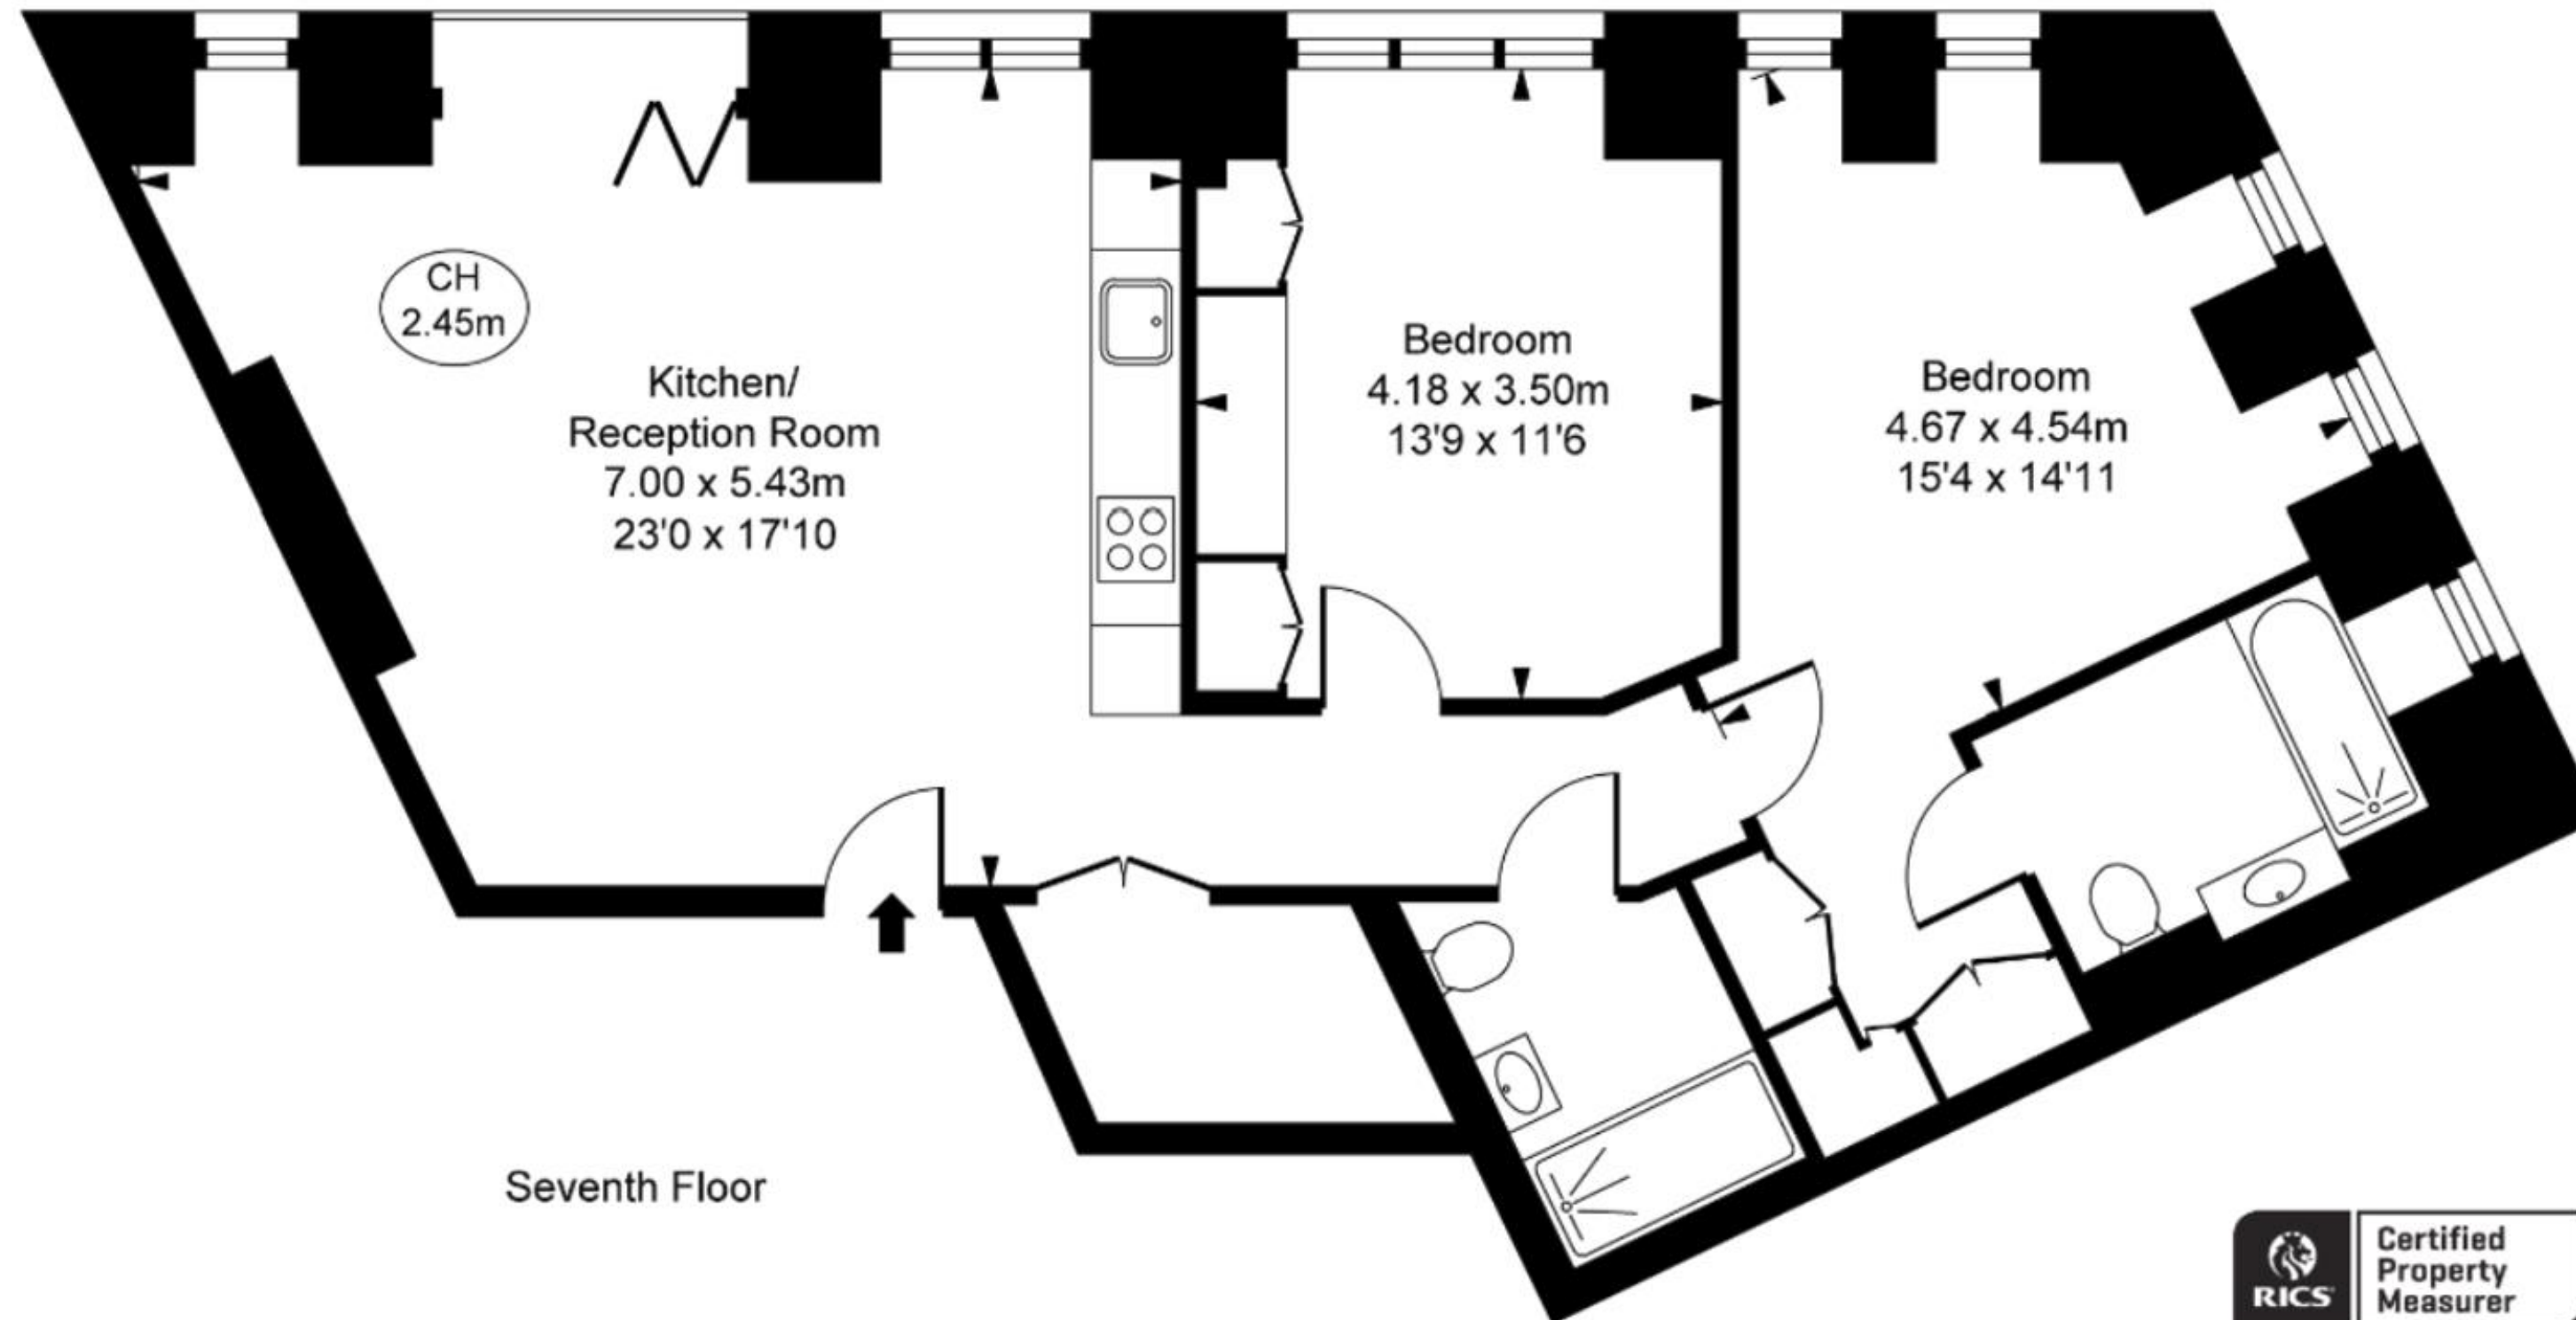 CH
2.45m
Kitchen/
Reception Room
7.00 x 5.43m
23'0 x 17'10
Bedroom
4.18 x 3.50m
13'9 x 11'6
Bedroom
4.67 x 4.54m
15'4 x 14'11
Seventh Floor
RICS
Certified
Property
Measurer